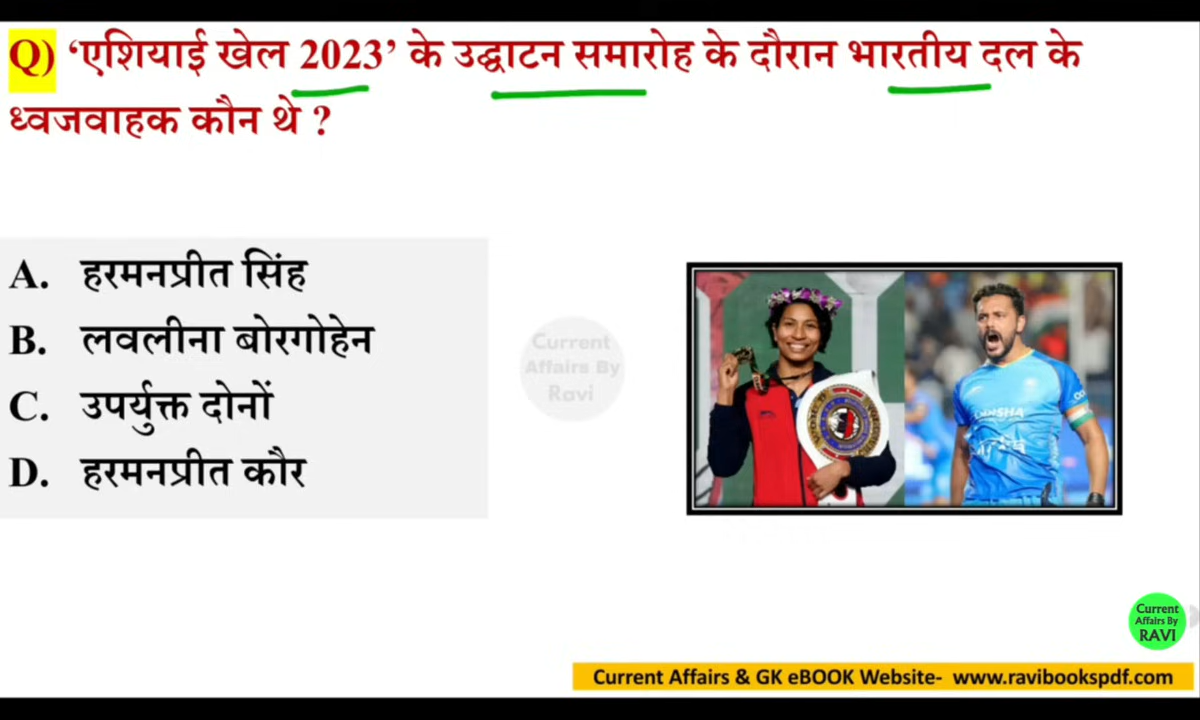 Q) ‘एशियाई खेल 2023’ के उद्घाटन समारोह के दौरान भारतीय दल के
ध्वजवाहक कौन थे ?
A. हरमनप्रीत सिंह
B. लवलीना बोरगोहेन
C. उपर्युक्त दोनों
D. हरमनप्रीत कौर
Current
Affairs By
Ravi
ODISHA
Current
Affairs By
RAVI
Current Affairs & GK eBOOK Website- www.ravibookspdf.com